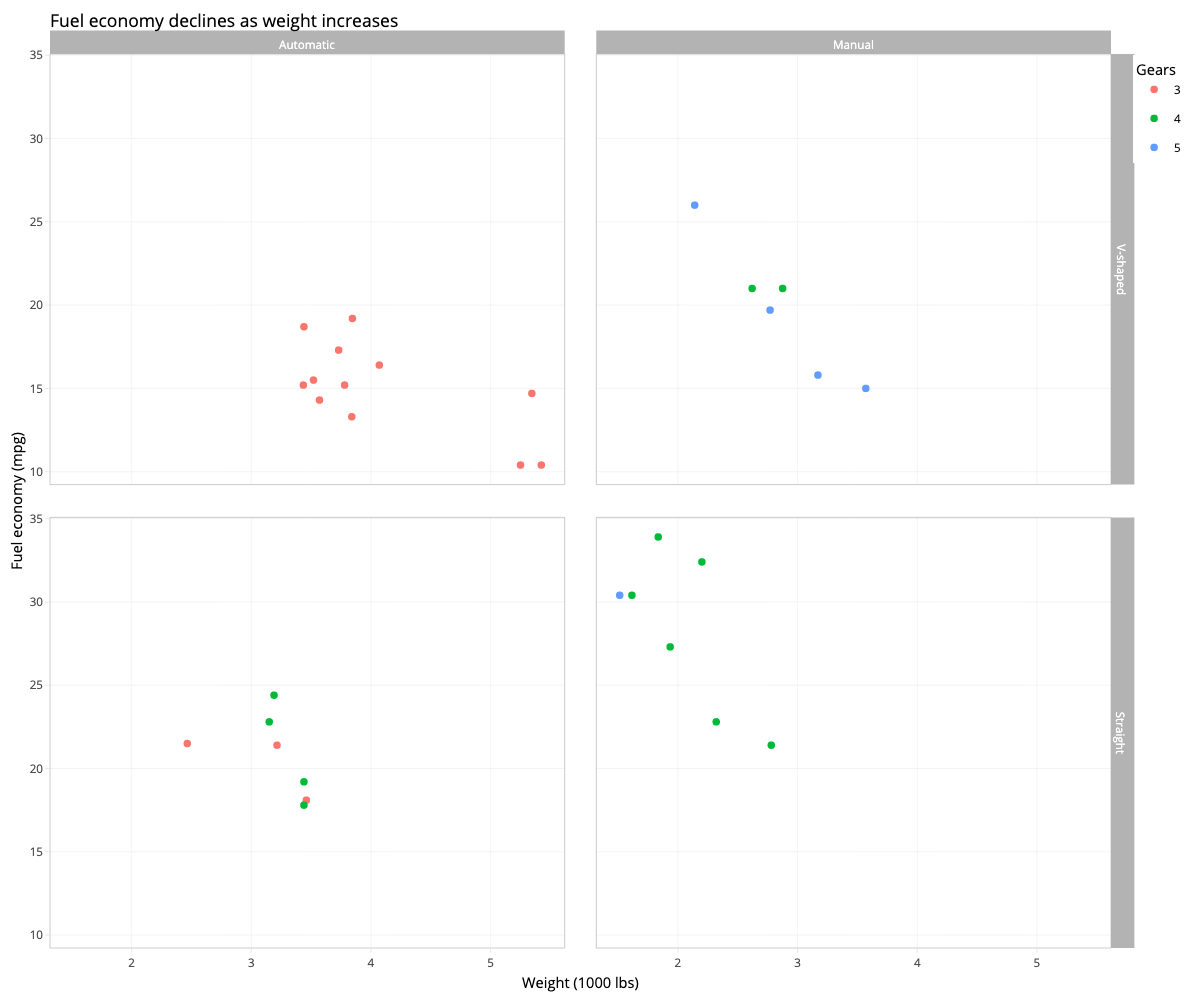 Fuel economy declines as weight increases
Automatic
Manual
Gears
3
4
5
V-shaped
Straight
35
30
25
20
15
10
35
30
25
20
15
10
Fuel economy (mpg)
2 3 4 5
2 3 4 5
Weight (1000 lbs)